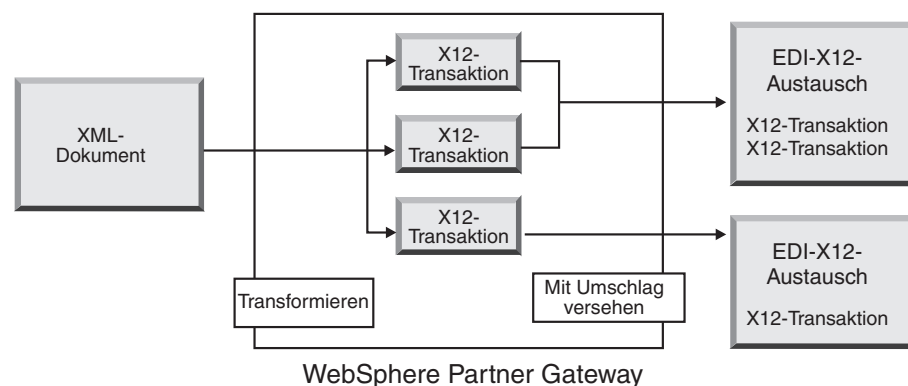 XML-
Dokument
X12-
Transaktion
X12-
Transaktion
X12-
Transaktion
EDI-X12-
Austausch
X12-Transaktion
X12-Transaktion
EDI-X12-
Austausch
X12-Transaktion
Transformieren
Mit Umschlag
versehen
WebSphere Partner Gateway